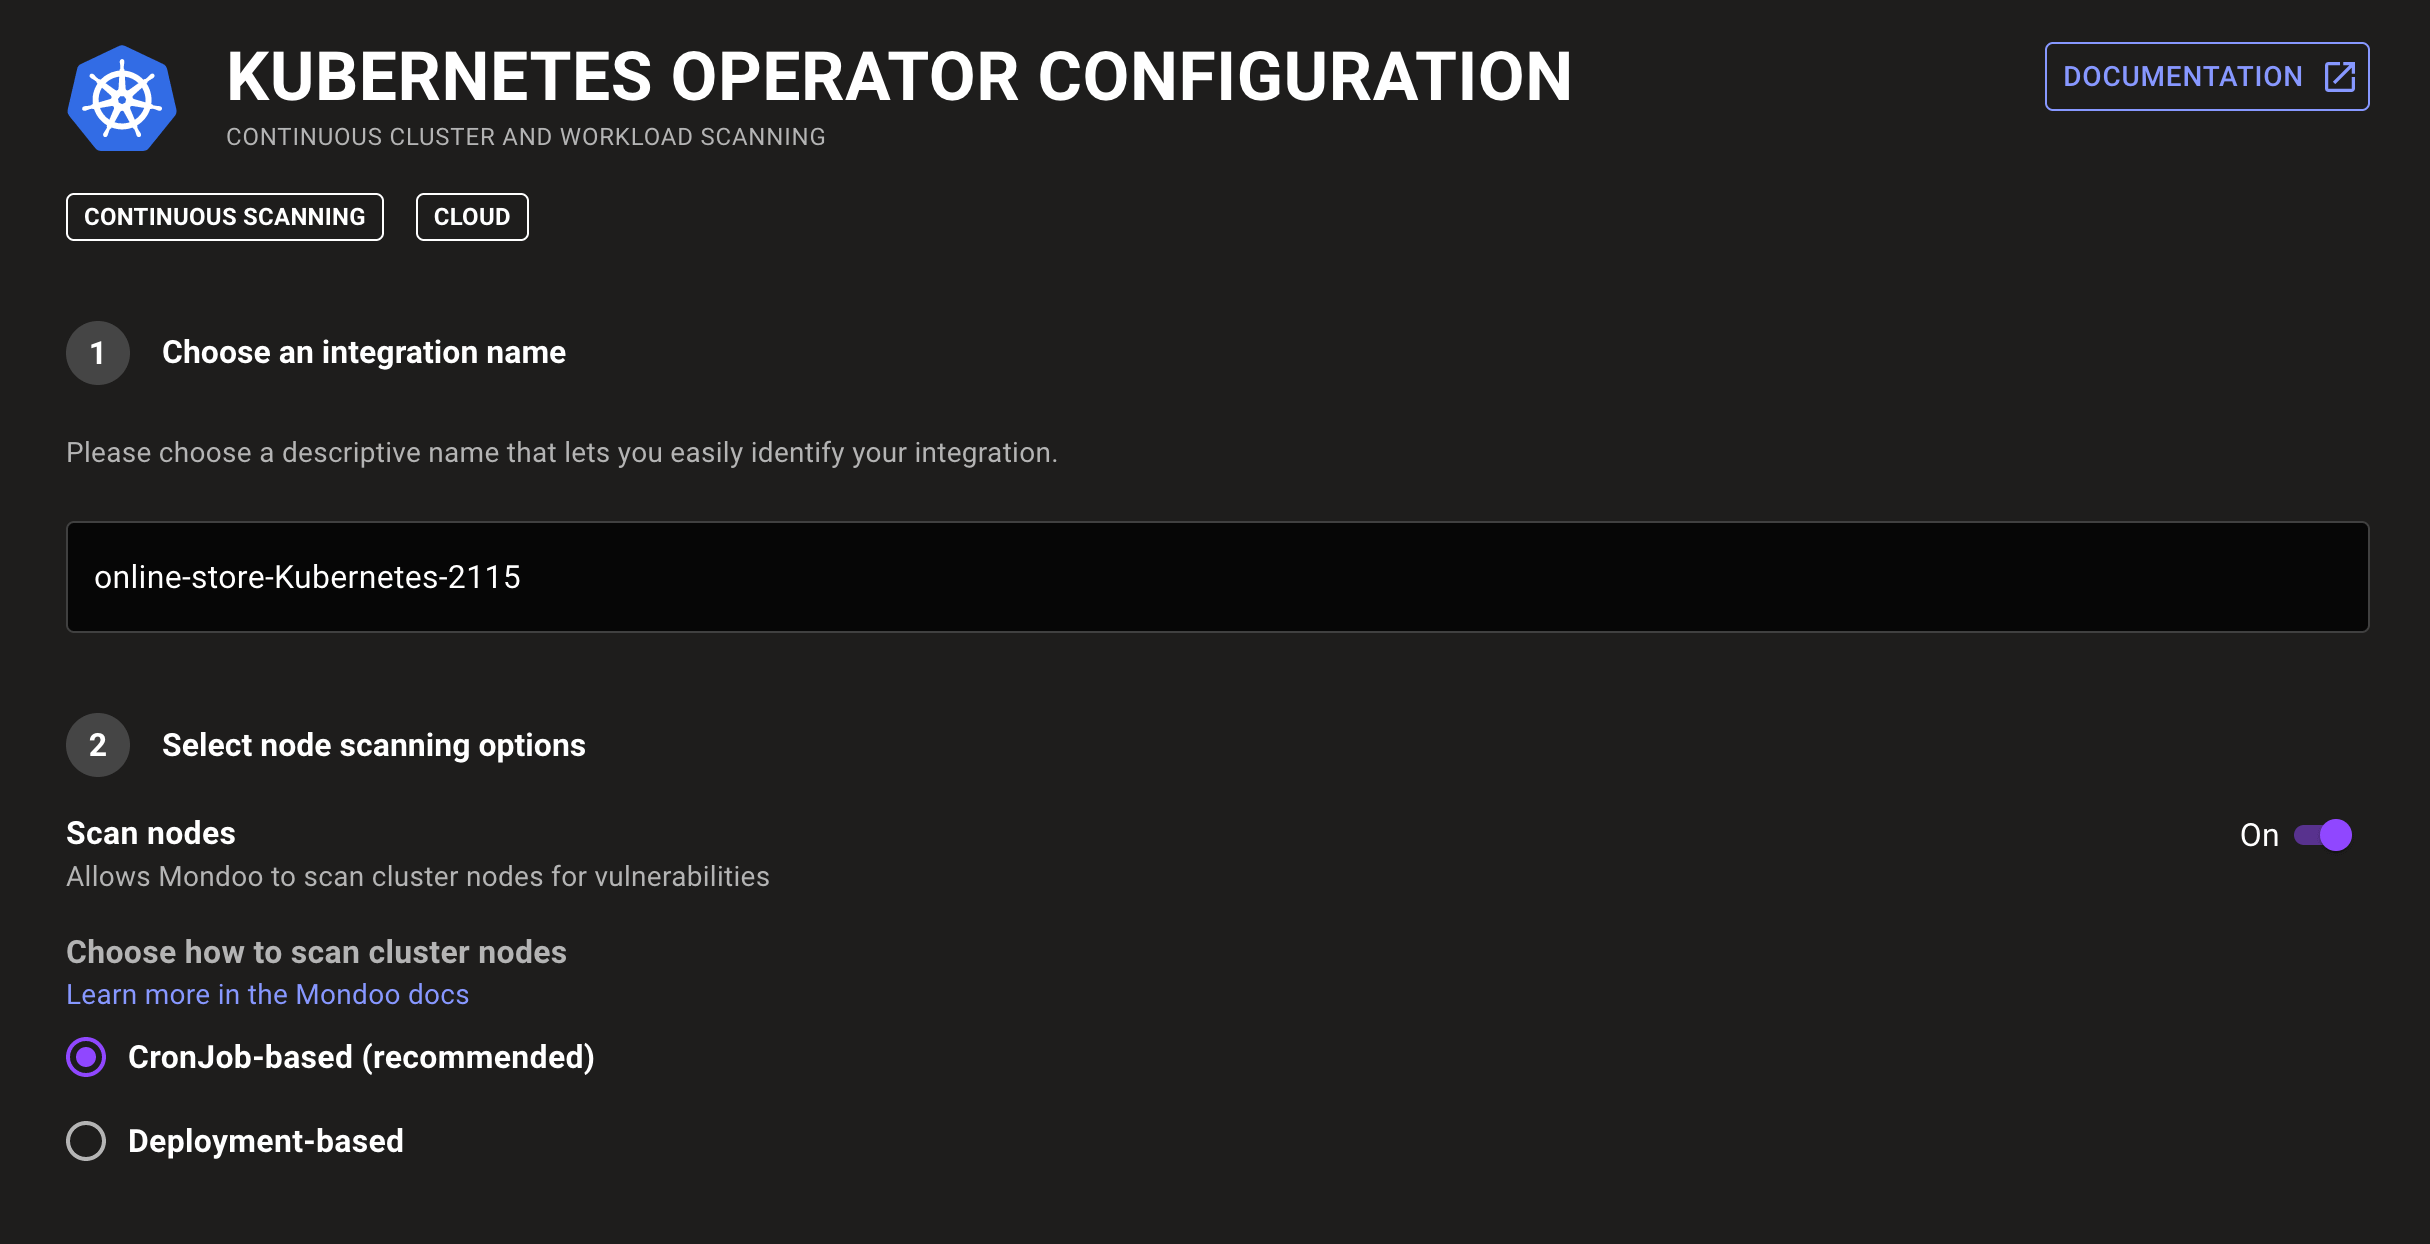 KUBERNETES OPERATOR CONFIGURATION
CONTINUOUS CLUSTER AND WORKLOAD SCANNING
DOCUMENTATION
CONTINUOUS SCANNING
CLOUD
1
Choose an integration name
Please choose a descriptive name that lets you easily identify your integration.
online-store-Kubernetes-2115
2
Select node scanning options
Scan nodes
On
Allows Mondoo to scan cluster nodes for vulnerabilities
Choose how to scan cluster nodes
Learn more in the Mondoo docs
CronJob-based (recommended)
Deployment-based